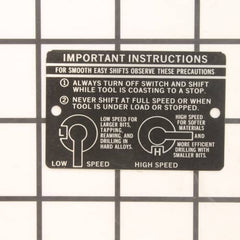 IMPORTANT INSTRUCTIONS
FOR SMOOTH EASY SHIFTS OBSERVE THESE PRECAUTIONS
1 ALWAYS TURN OFF SWITCH AND SHIFT
WHILE TOOL IS COASTING TO A STOP.
2 NEVER SHIFT AT FULL SPEED OR WHEN
TOOL IS UNDER LOAD OR STOPPED.
LOW SPEED FOR
LARGER BITS,
TAPPING,
REAMING, AND
DRILLING IN
HARD ALLOYS.
LOW SPEED
HIGH SPEED
FOR SOFTER
MATERIALS
AND
MORE EFFICIENT
DRILLING WITH
SMALLER BITS.
H
HIGH SPEED